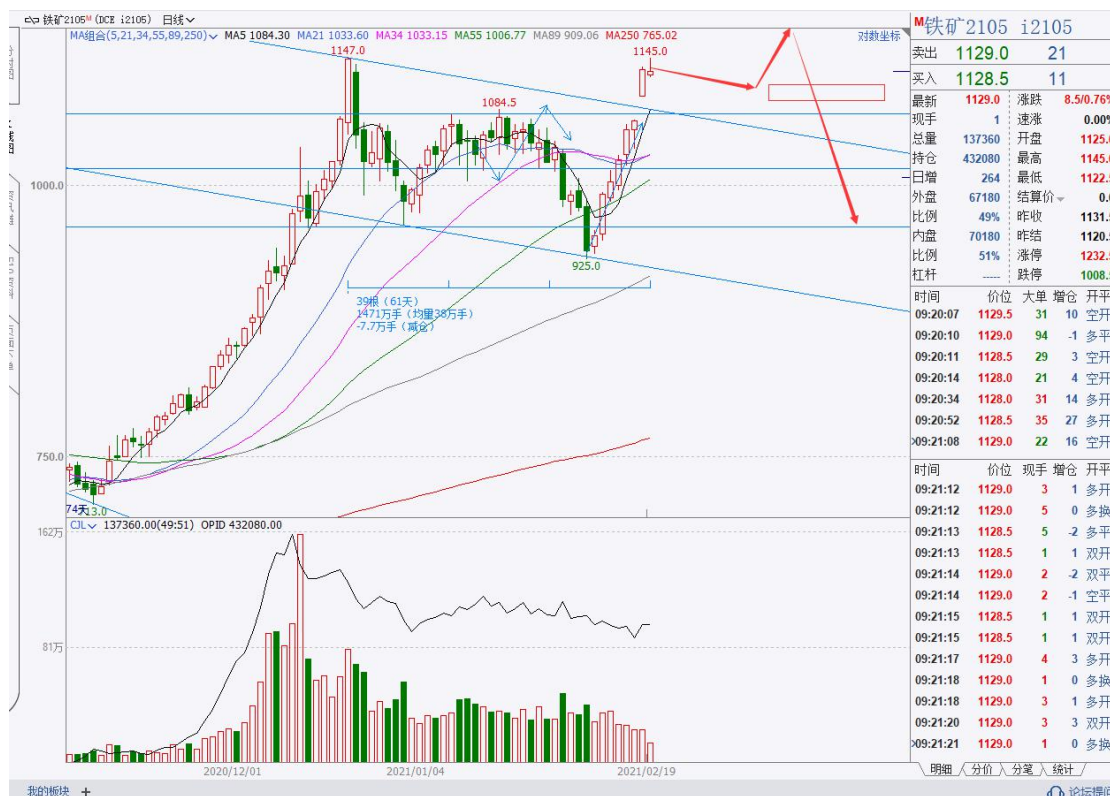 铁矿2105M (DCE i2105) 日线
MA组合(5,21,34,55,89,250) MA5 1084.30 MA21 1033.60 MA34 1033.15 MA55 1006.77 MA89 909.06 MA250 765.02
对数坐标
1147.0
1145.0
1084.5
1000.0
925.0
39根 (61天)
1471万手 (均量38万手)
-7.7万手 (减仓)
750.0
74天
13.0
CJL 137360.00(49:51) OPID 432080.00
162万
81万
2020/12/01
2021/01/04
2021/02/19
我的板块 +
M铁矿2105 i2105
卖出 1129.0 21
买入 1128.5 11
最新 1129.0 涨跌 8.5/0.76%
现手 1 速涨 0.00%
总量 137360 开盘 1125.
持仓 432080 最高 1145.
日增 264 最低 1122.
外盘 67180 结算价 0.
比例 49% 昨收 1131.
内盘 70180 昨结 1120.
比例 51% 涨停 1232.
杠杆 ----- 跌停 1008.
时间 价位 大单 增仓 开平
09:20:07 1129.5 31 10 空开
09:20:10 1129.0 94 -1 多平
09:20:11 1128.5 29 3 空开
09:20:14 1128.0 21 4 空开
09:20:34 1128.0 31 14 多开
09:20:52 1128.5 35 27 多开
09:21:08 1129.0 22 16 空开
时间 价位 现手 增仓 开平
09:21:12 1129.0 3 1 多开
09:21:12 1129.0 5 0 多换
09:21:13 1128.5 5 -2 多平
09:21:13 1128.5 1 1 双开
09:21:14 1129.0 2 -2 双平
09:21:14 1129.0 2 -1 空平
09:21:15 1128.5 1 1 双开
09:21:15 1128.5 1 1 双开
09:21:17 1129.0 4 3 多开
09:21:18 1129.0 1 0 多换
09:21:18 1129.0 3 1 多开
09:21:20 1129.0 3 3 双开
09:21:21 1129.0 1 0 多换
明细 分价 分笔 统计
论坛提问